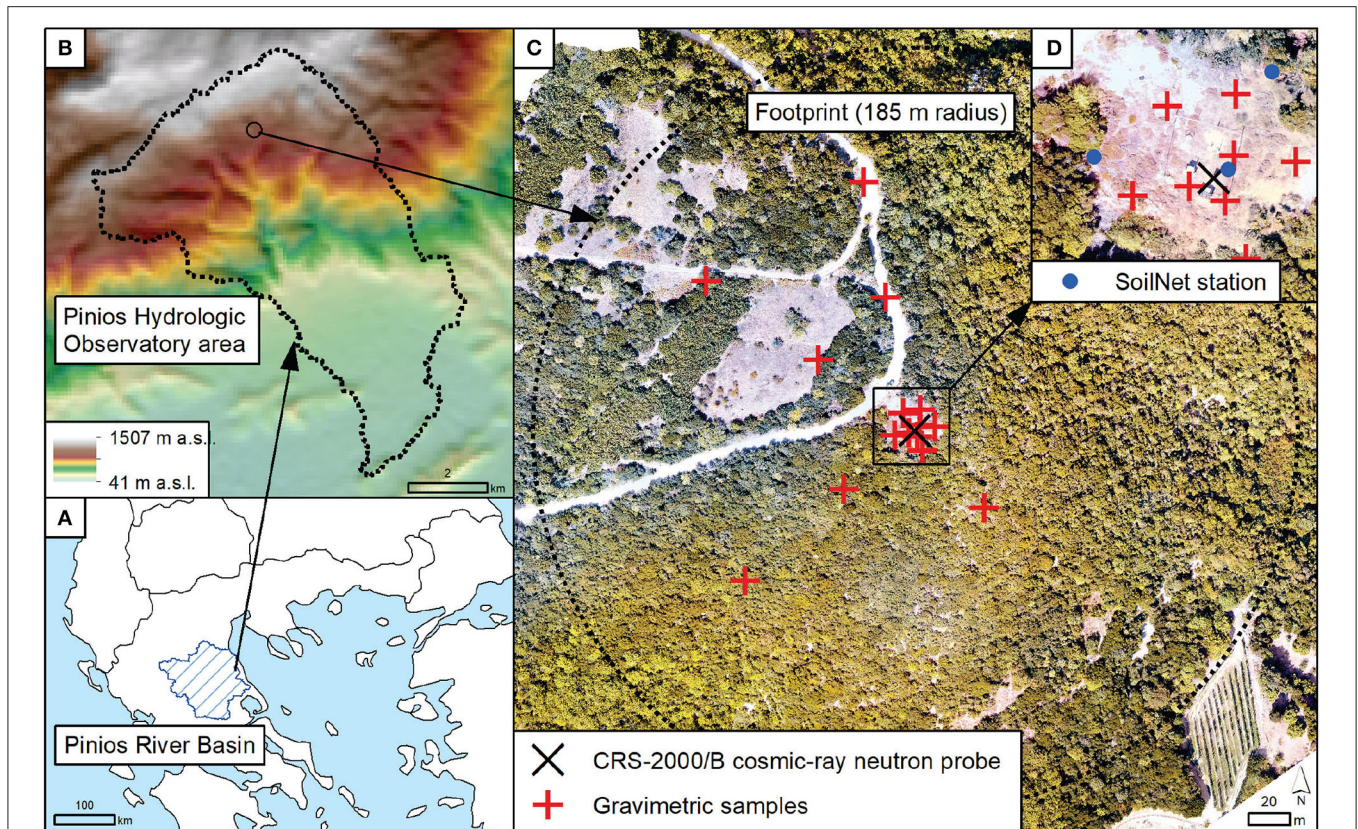 B
Pinios Hydrologic
Observatory area
1507 m a.s.l.
41 m a.s.l.
2
km
A
Pinios River Basin
100
km
C
Footprint (185 m radius)
D
SoilNet station
CRS-2000/B cosmic-ray neutron probe
Gravimetric samples
20
m
N